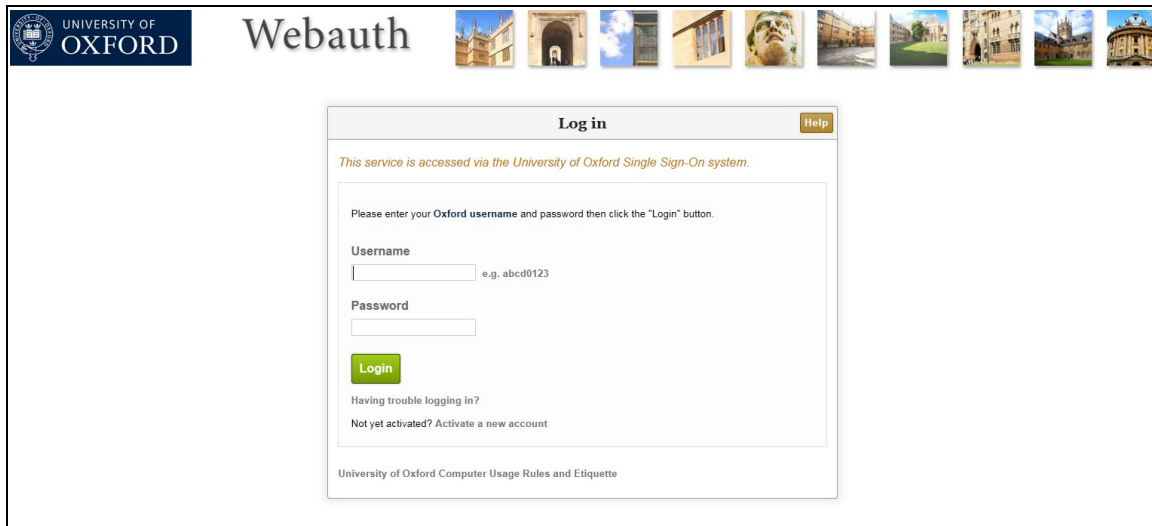 UNIVERSITY OF
OXFORD
Webauth
Log in
Help
This service is accessed via the University of Oxford Single Sign-On system.
Please enter your Oxford username and password then click the "Login" button.
Username
e.g. abcd0123
Password
Login
Having trouble logging in?
Not yet activated? Activate a new account
University of Oxford Computer Usage Rules and Etiquette